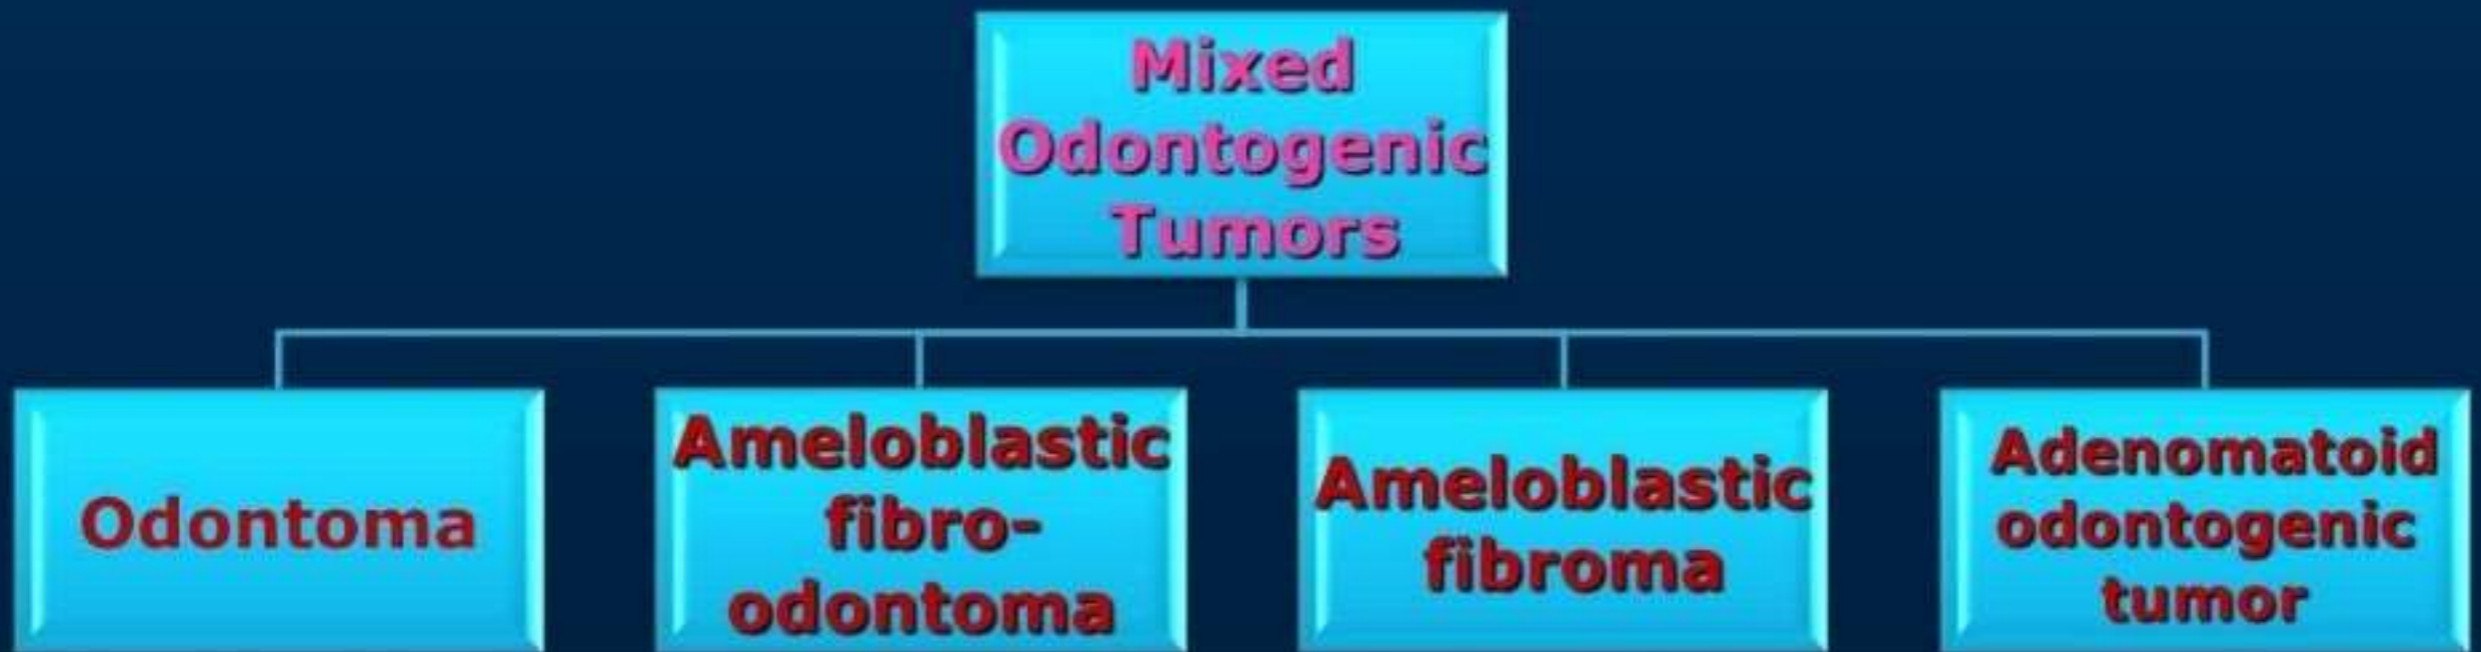 Mixed
Odontogenic
Tumors
Odontoma
Ameloblastic
fibro-
odontoma
Ameloblastic
fibroma
Adenomatoid
odontogenic
tumor